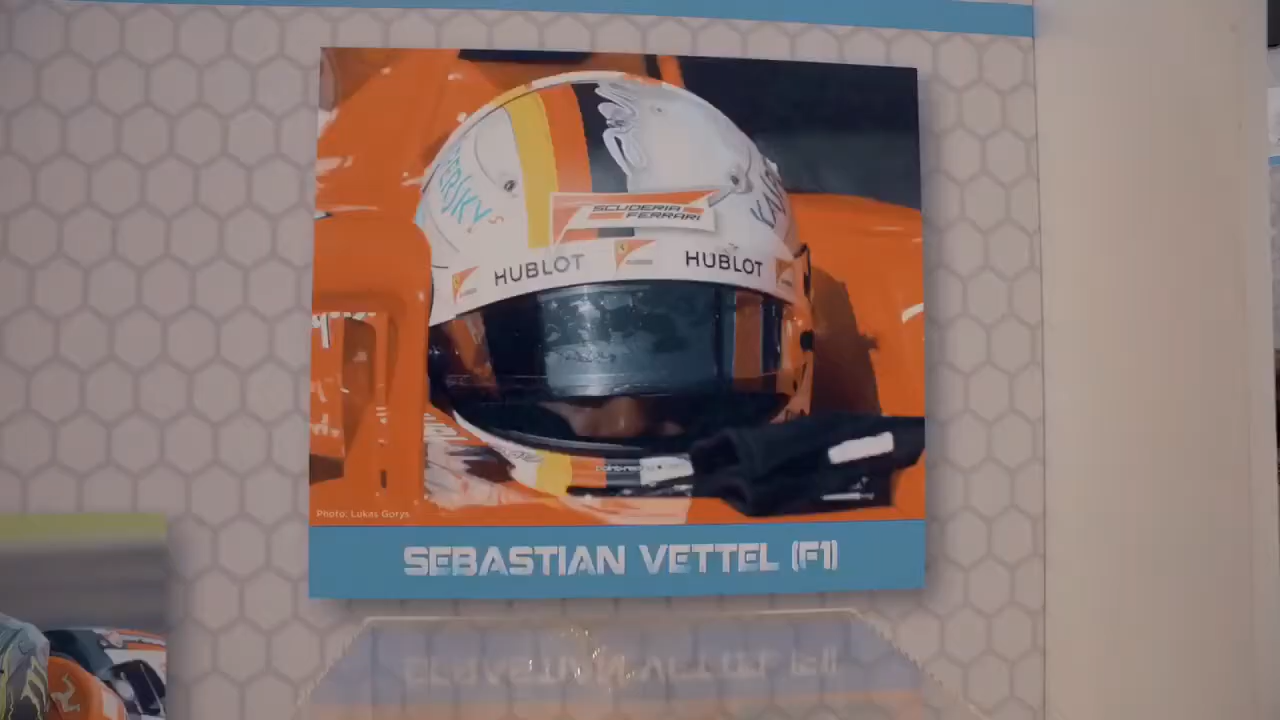 SCUDERIA
FERRARI
HUBLOT
HUBLOT
Photo: Lukas Gorys
SEBASTIAN VETTEL (F1)